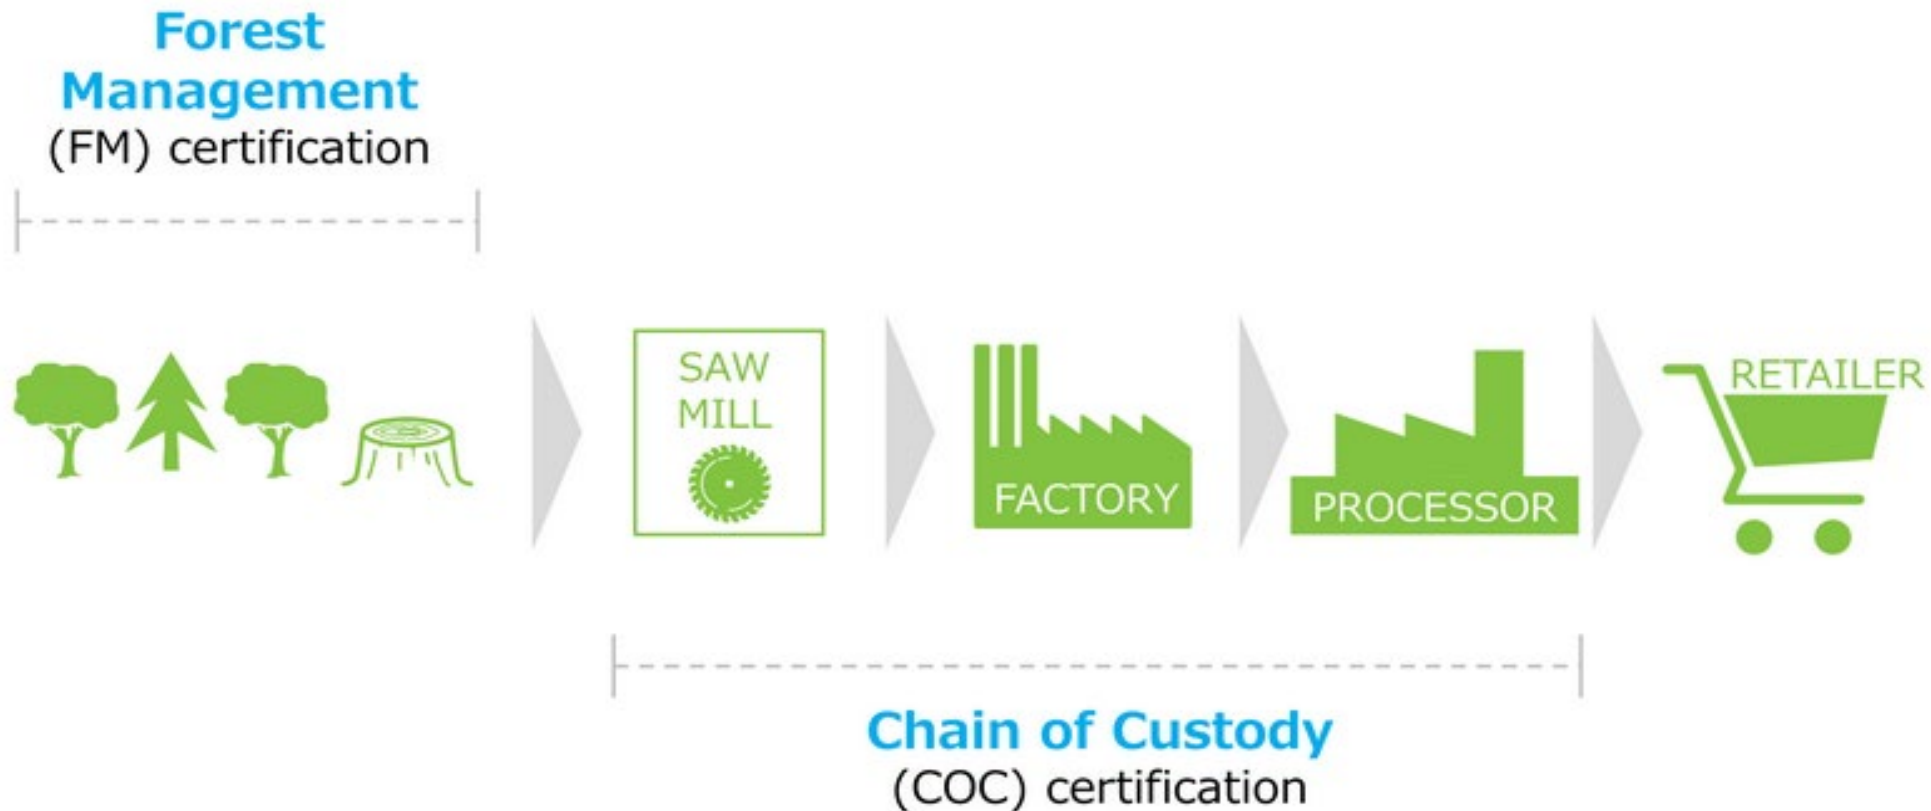 Forest
Management
(FM) certification
SAW
MILL
FACTORY
PROCESSOR
RETAILER
Chain of Custody
(COC) certification